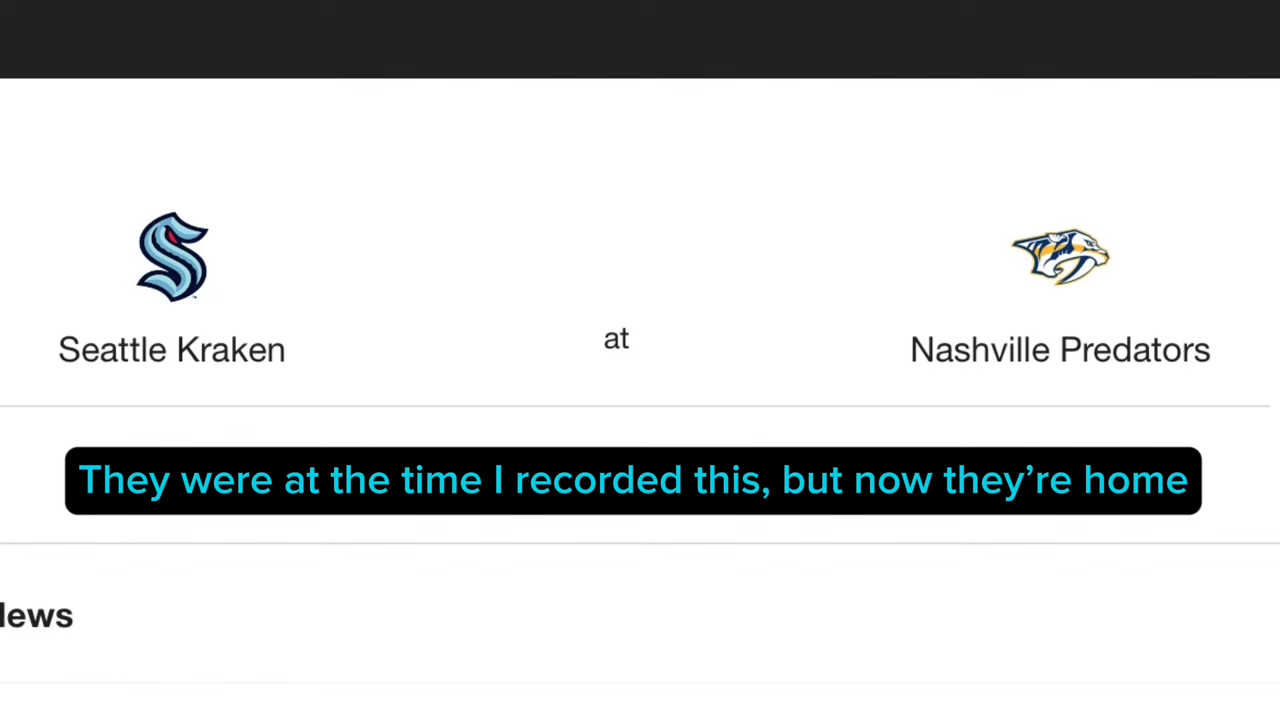 Seattle Kraken
at
Nashville Predators
They were at the time I recorded this, but now they’re home
lews